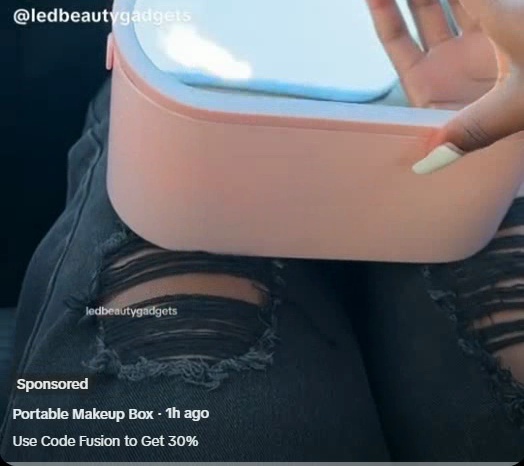 @ledbeautygadgets
ledbeautygadgets
Sponsored
Portable Makeup Box · 1h ago
Use Code Fusion to Get 30%